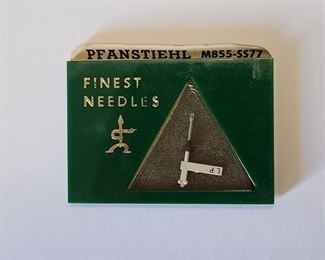 PFANSTIEHL M855-SS77
FINEST
NEEDLES
LP